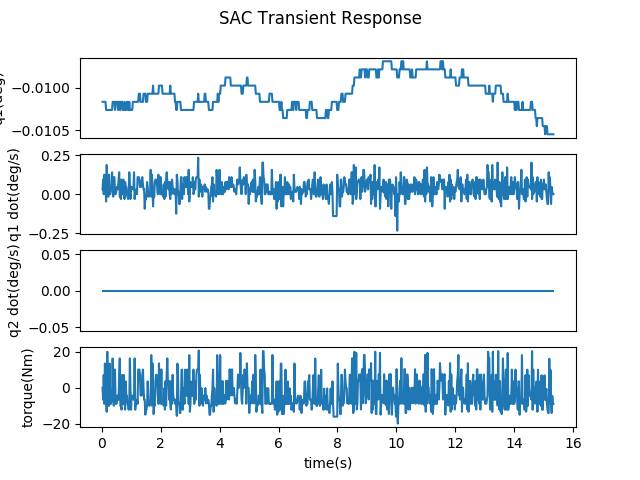 SAC Transient Response
−0.0100
−0.0105
0.25
0.00
−0.25
q1 dot(deg/s)
0.05
0.00
−0.05
q2 dot(deg/s)
20
0
−20
torque(Nm)
0 2 4 6 8 10 12 14 16
time(s)